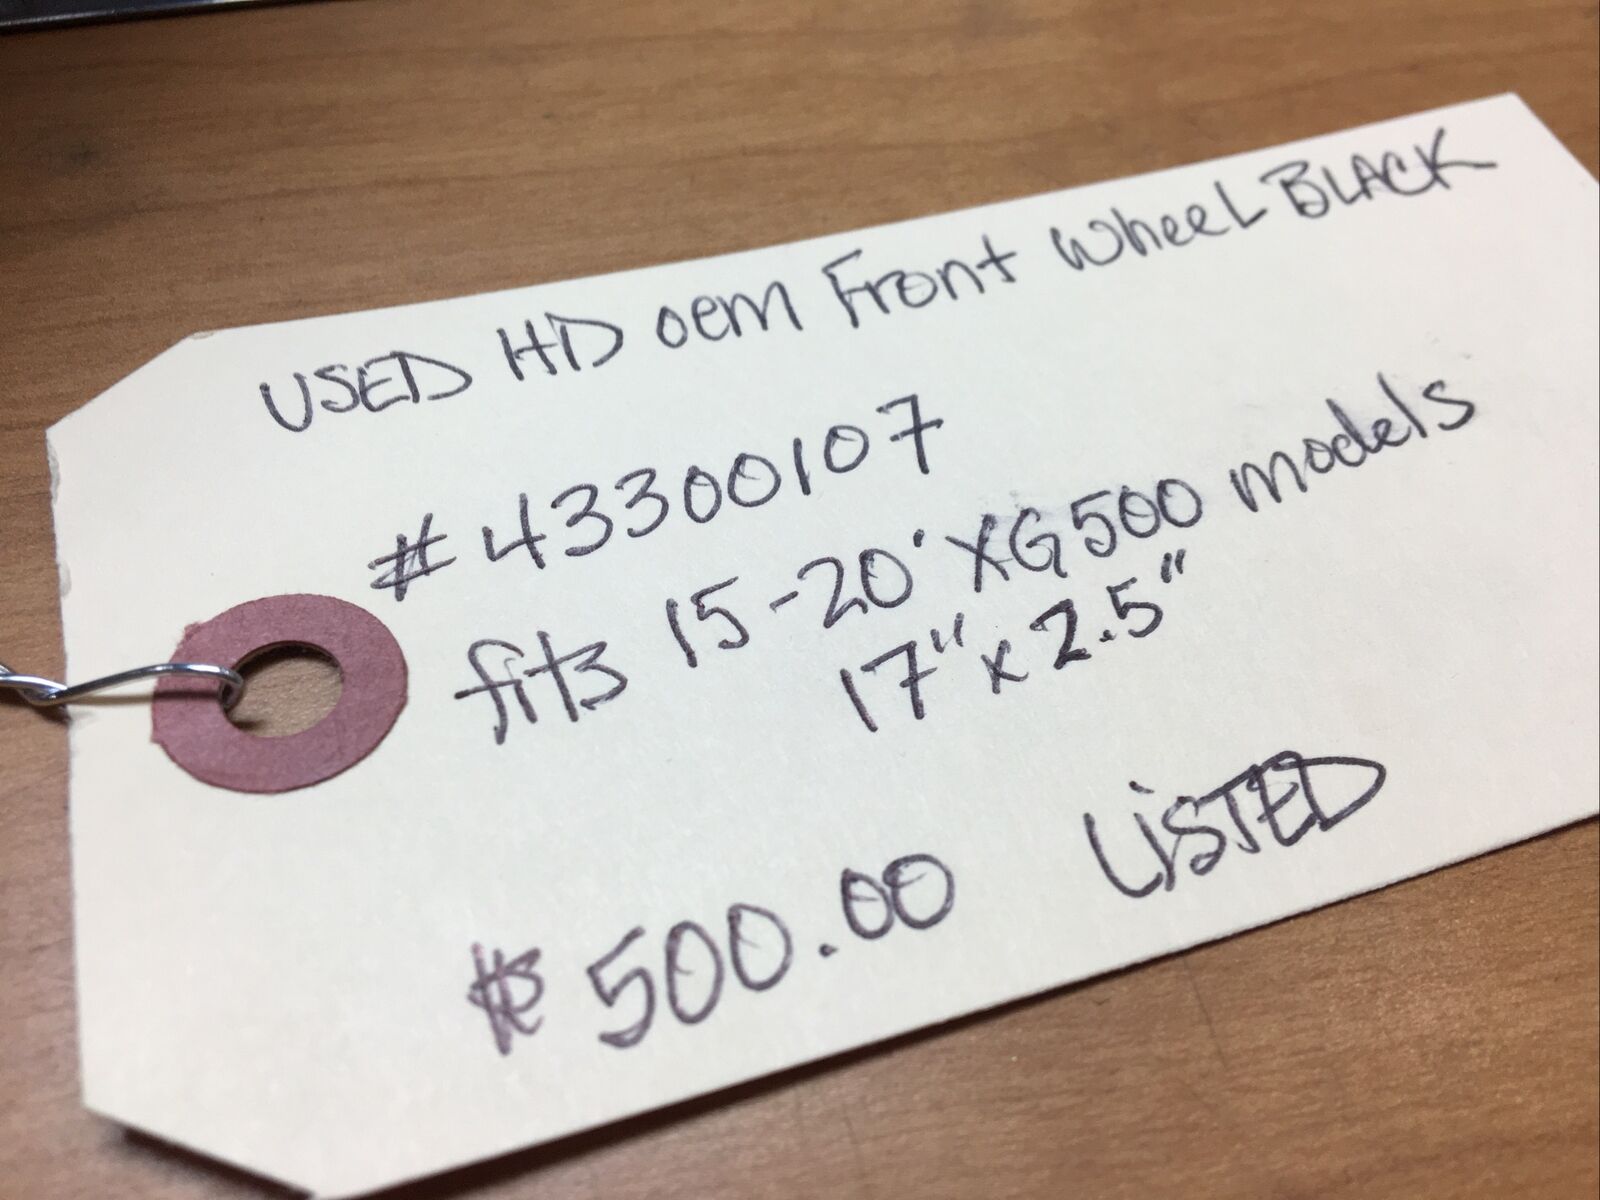 USED HD oem Front Wheel BLACK
# 43300107
fits 15-20' XG500 models
17" x 2.5"
$ 500.00 LiSTED